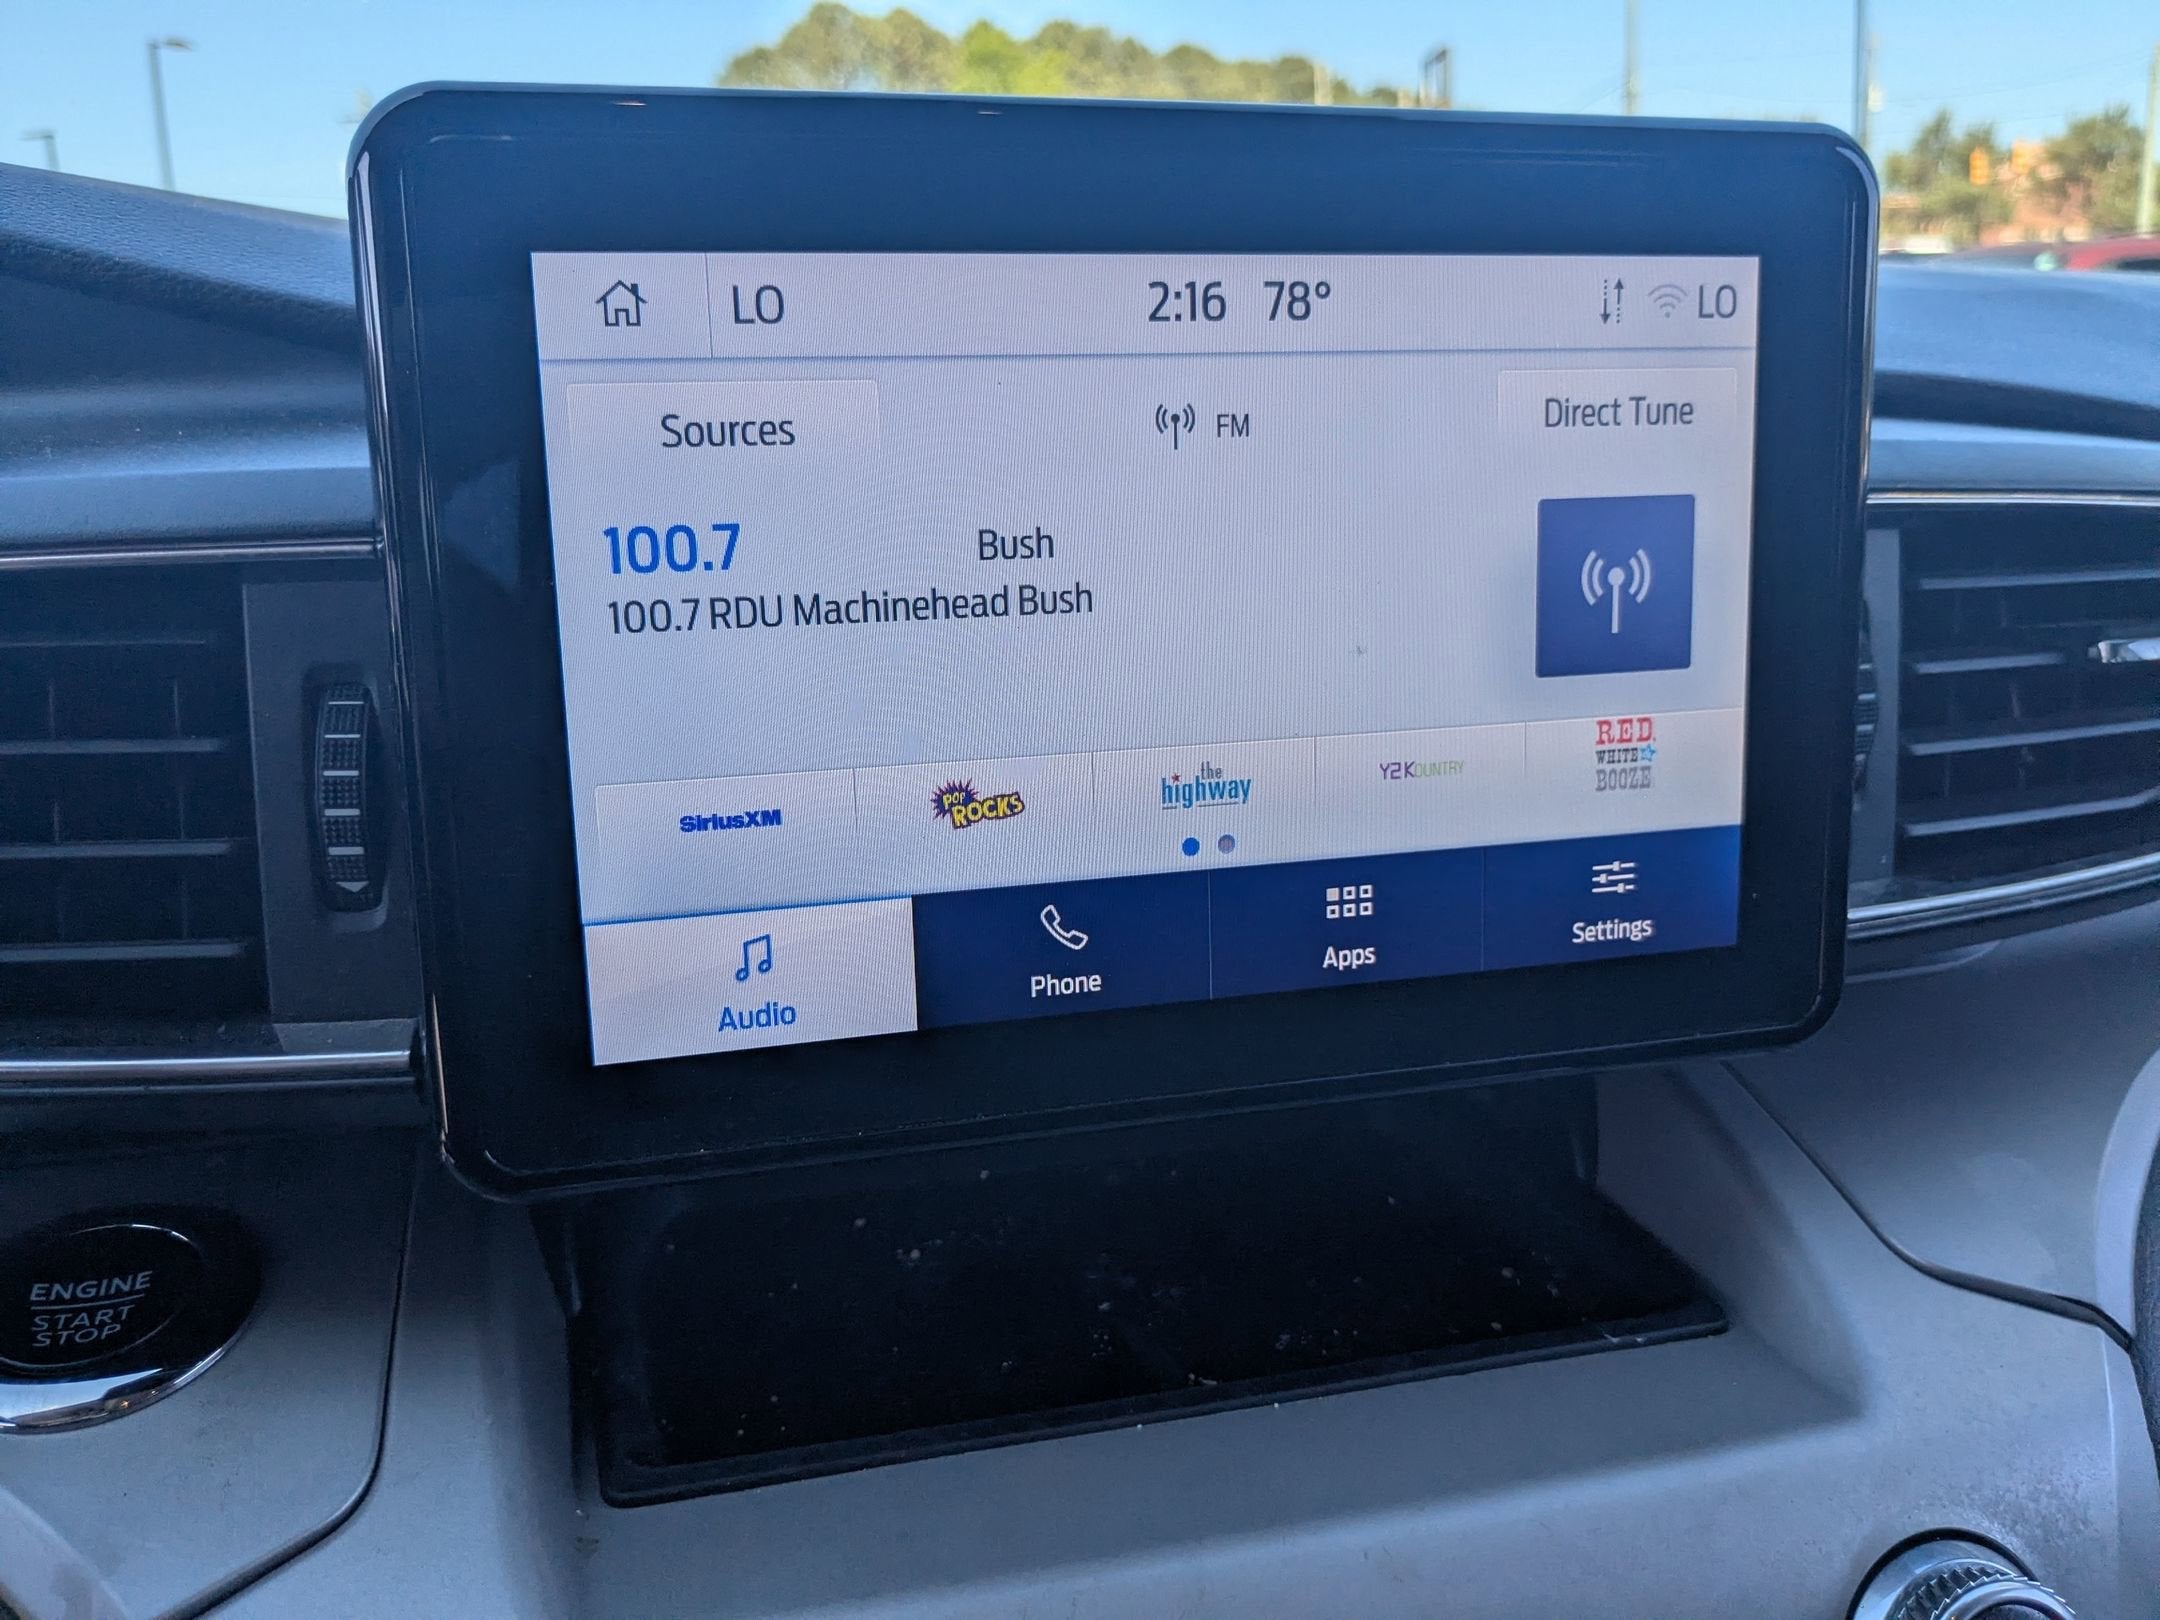 LO 2:16 78° LO
Sources FM Direct Tune
100.7 Bush
100.7 RDU Machinehead Bush
SiriusXM POP ROCKS the highway Y2KOUNTRY RED WHITE BOOZE
Audio Phone Apps Settings
ENGINE
START
STOP